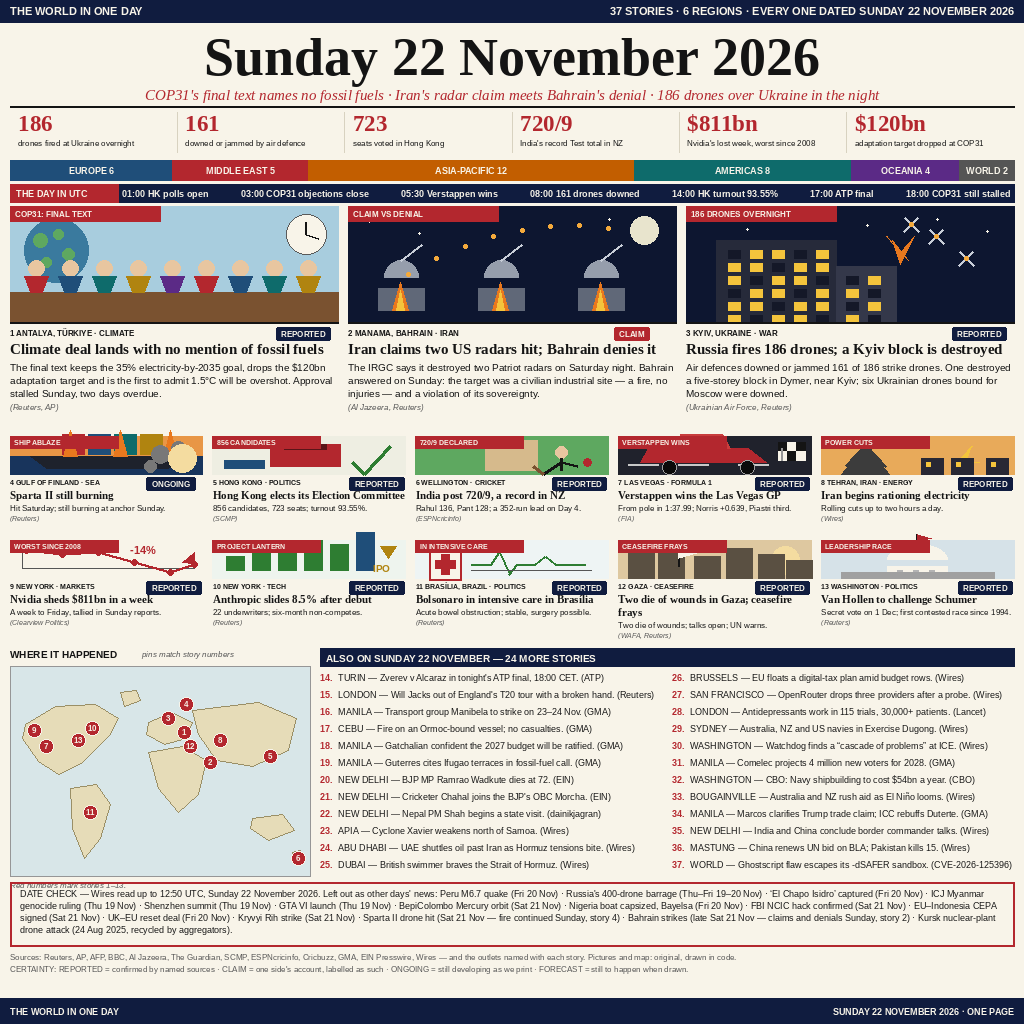 THE WORLD IN ONE DAY
37 STORIES · 6 REGIONS · EVERY ONE DATED SUNDAY 22 NOVEMBER 2026
Sunday 22 November 2026
COP31's final text names no fossil fuels · Iran's radar claim meets Bahrain's denial · 186 drones over Ukraine in the night
186
drones fired at Ukraine overnight
161
downed or jammed by air defence
723
seats voted in Hong Kong
720/9
India's record Test total in NZ
$811bn
Nvidia's lost week, worst since 2008
$120bn
adaptation target dropped at COP31
EUROPE 6
MIDDLE EAST 5
ASIA-PACIFIC 12
AMERICAS 8
OCEANIA 4
WORLD 2
THE DAY IN UTC
01:00 HK polls open
03:00 COP31 objections close
05:30 Verstappen wins
08:00 161 drones downed
14:00 HK turnout 93.55%
17:00 ATP final
18:00 COP31 still stalled
COP31: FINAL TEXT
1 ANTALYA, TÜRKIYE · CLIMATE
REPORTED
Climate deal lands with no mention of fossil fuels
The final text keeps the 35% electricity-by-2035 goal, drops the $120bn
adaptation target and is the first to admit 1.5°C will be overshot. Approval
stalled Sunday, two days overdue.
(Reuters, AP)
CLAIM VS DENIAL
2 MANAMA, BAHRAIN · IRAN
CLAIM
Iran claims two US radars hit; Bahrain denies it
The IRGC says it destroyed two Patriot radars on Saturday night. Bahrain
answered on Sunday: the target was a civilian industrial site — a fire, no
injuries — and a violation of its sovereignty.
(Al Jazeera, Reuters)
186 DRONES OVERNIGHT
3 KYIV, UKRAINE · WAR
REPORTED
Russia fires 186 drones; a Kyiv block is destroyed
Air defences downed or jammed 161 of 186 strike drones. One destroyed
a five-storey block in Dymer, near Kyiv; six Ukrainian drones bound for
Moscow were downed.
(Ukrainian Air Force, Reuters)
SHIP ABLAZE
4 GULF OF FINLAND · SEA
ONGOING
Sparta II still burning
Hit Saturday; still burning at anchor Sunday.
(Reuters)
856 CANDIDATES
5 HONG KONG · POLITICS
REPORTED
Hong Kong elects its Election Committee
856 candidates, 723 seats; turnout 93.55%.
(SCMP)
720/9 DECLARED
6 WELLINGTON · CRICKET
REPORTED
India post 720/9, a record in NZ
Rahul 136, Pant 128; a 352-run lead on Day 4.
(ESPNcricinfo)
VERSTAPPEN WINS
7 LAS VEGAS · FORMULA 1
REPORTED
Verstappen wins the Las Vegas GP
From pole in 1:37.99; Norris +0.639, Piastri third.
(FIA)
POWER CUTS
8 TEHRAN, IRAN · ENERGY
REPORTED
Iran begins rationing electricity
Rolling cuts up to two hours a day.
(Wires)
WORST SINCE 2008
-14%
9 NEW YORK · MARKETS
REPORTED
Nvidia sheds $811bn in a week
A week to Friday, tallied in Sunday reports.
(Clearview Politics)
PROJECT LANTERN
IPO
10 NEW YORK · TECH
REPORTED
Anthropic slides 8.5% after debut
22 underwriters; six-month non-competes.
(Reuters)
IN INTENSIVE CARE
11 BRASÍLIA, BRAZIL · POLITICS
REPORTED
Bolsonaro in intensive care in Brasília
Acute bowel obstruction; stable, surgery possible.
(Reuters)
CEASEFIRE FRAYS
12 GAZA · CEASEFIRE
REPORTED
Two die of wounds in Gaza; ceasefire
frays
Two die of wounds; talks open; UN warns.
(WAFA, Reuters)
LEADERSHIP RACE
13 WASHINGTON · POLITICS
REPORTED
Van Hollen to challenge Schumer
Secret vote on 1 Dec; first contested race since 1994.
(Reuters)
WHERE IT HAPPENED
pins match story numbers
4
3
9
10
13
7
1
12
8
5
2
11
6
Red numbers mark stories 1–13.
ALSO ON SUNDAY 22 NOVEMBER — 24 MORE STORIES
14. TURIN — Zverev v Alcaraz in tonight's ATP final, 18:00 CET. (ATP)
15. LONDON — Will Jacks out of England's T20 tour with a broken hand. (Reuters)
16. MANILA — Transport group Manibela to strike on 23–24 Nov. (GMA)
17. CEBU — Fire on an Ormoc-bound vessel; no casualties. (GMA)
18. MANILA — Gatchalian confident the 2027 budget will be ratified. (GMA)
19. MANILA — Guterres cites Ifugao terraces in fossil-fuel call. (GMA)
20. NEW DELHI — BJP MP Ramrao Wadkute dies at 72. (EIN)
21. NEW DELHI — Cricketer Chahal joins the BJP's OBC Morcha. (EIN)
22. NEW DELHI — Nepal PM Shah begins a state visit. (dainikjagran)
23. APIA — Cyclone Xavier weakens north of Samoa. (Wires)
24. ABU DHABI — UAE shuttles oil past Iran as Hormuz tensions bite. (Wires)
25. DUBAI — British swimmer braves the Strait of Hormuz. (Wires)
26. BRUSSELS — EU floats a digital-tax plan amid budget rows. (Wires)
27. SAN FRANCISCO — OpenRouter drops three providers after a probe. (Wires)
28. LONDON — Antidepressants work in 115 trials, 30,000+ patients. (Lancet)
29. SYDNEY — Australia, NZ and US navies in Exercise Dugong. (Wires)
30. WASHINGTON — Watchdog finds a “cascade of problems” at ICE. (Wires)
31. MANILA — Comelec projects 4 million new voters for 2028. (GMA)
32. WASHINGTON — CBO: Navy shipbuilding to cost $54bn a year. (CBO)
33. BOUGAINVILLE — Australia and NZ rush aid as El Niño looms. (Wires)
34. MANILA — Marcos clarifies Trump trade claim; ICC rebuffs Duterte. (GMA)
35. NEW DELHI — India and China conclude border commander talks. (Wires)
36. MASTUNG — China renews UN bid on BLA; Pakistan kills 15. (Wires)
37. WORLD — Ghostscript flaw escapes its -dSAFER sandbox. (CVE-2026-125396)
DATE CHECK — Wires read up to 12:50 UTC, Sunday 22 November 2026. Left out as other days' news: Peru M6.7 quake (Fri 20 Nov) · Russia's 400-drone barrage (Thu–Fri 19–20 Nov) · 'El Chapo Isidro' captured (Fri 20 Nov) · ICJ Myanmar
genocide ruling (Thu 19 Nov) · Shenzhen summit (Thu 19 Nov) · GTA VI launch (Thu 19 Nov) · BepiColombo Mercury orbit (Sat 21 Nov) · Nigeria boat capsized, Bayelsa (Fri 20 Nov) · FBI NCIC hack confirmed (Sat 21 Nov) · EU–Indonesia CEPA
signed (Sat 21 Nov) · UK–EU reset deal (Fri 20 Nov) · Kryvyi Rih strike (Sat 21 Nov) · Sparta II drone hit (Sat 21 Nov — fire continued Sunday, story 4) · Bahrain strikes (late Sat 21 Nov — claims and denials Sunday, story 2) · Kursk nuclear-plant
drone attack (24 Aug 2025, recycled by aggregators).
Sources: Reuters, AP, AFP, BBC, Al Jazeera, The Guardian, SCMP, ESPNcricinfo, Cricbuzz, GMA, EIN Presswire, Wires — and the outlets named with each story. Pictures and map: original, drawn in code.
CERTAINTY: REPORTED = confirmed by named sources · CLAIM = one side's account, labelled as such · ONGOING = still developing as we print · FORECAST = still to happen when drawn.
THE WORLD IN ONE DAY
SUNDAY 22 NOVEMBER 2026 · ONE PAGE